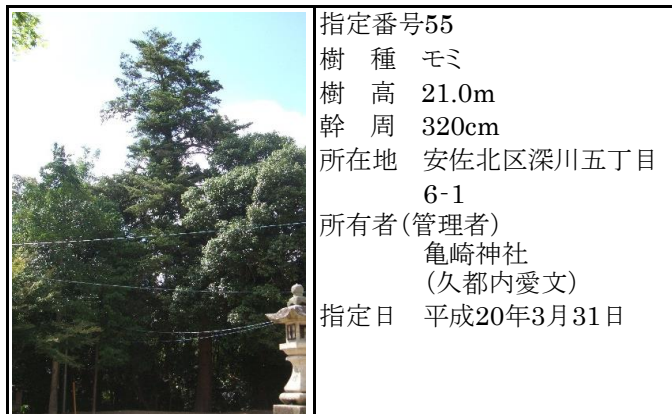 指定番号55
樹　種　モミ
樹　高　21.0m
幹　周　320cm
所在地　安佐北区深川五丁目
6-1
所有者(管理者)
亀崎神社
(久都内愛文)
指定日　平成20年3月31日